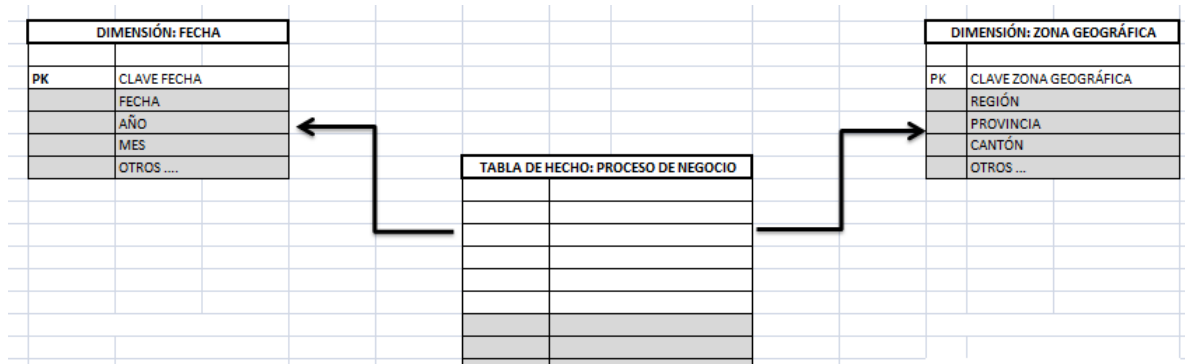 DIMENSIÓN: FECHA
PK CLAVE FECHA
FECHA
AÑO
MES
OTROS ....
DIMENSIÓN: ZONA GEOGRÁFICA
PK CLAVE ZONA GEOGRÁFICA
REGIÓN
PROVINCIA
CANTÓN
OTROS ...
TABLA DE HECHO: PROCESO DE NEGOCIO